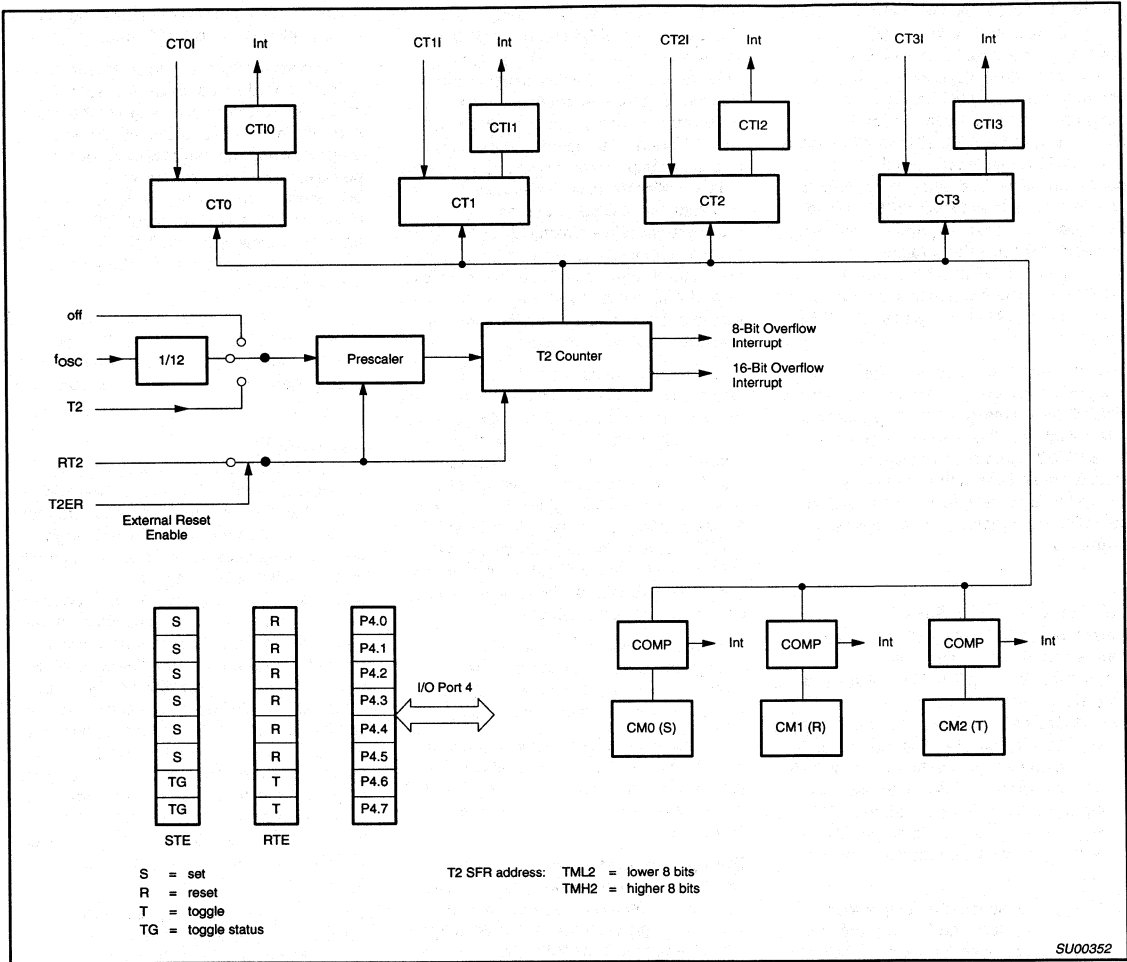 CT0I
Int
CT1I
Int
CT2I
Int
CT3I
Int
CTI0
CTI1
CTI2
CTI3
CT0
CT1
CT2
CT3
off
fOSC
1/12
Prescaler
T2 Counter
8-Bit Overflow
Interrupt
16-Bit Overflow
Interrupt
T2
RT2
T2ER
External Reset
Enable
S
R
P4.0
S
R
P4.1
S
R
P4.2
S
R
P4.3
S
R
P4.4
S
R
P4.5
TG
T
P4.6
TG
T
P4.7
STE
RTE
I/O Port 4
COMP
Int
COMP
Int
COMP
Int
CM0 (S)
CM1 (R)
CM2 (T)
S = set
R = reset
T = toggle
TG = toggle status
T2 SFR address: TML2 = lower 8 bits
TMH2 = higher 8 bits
SU00352